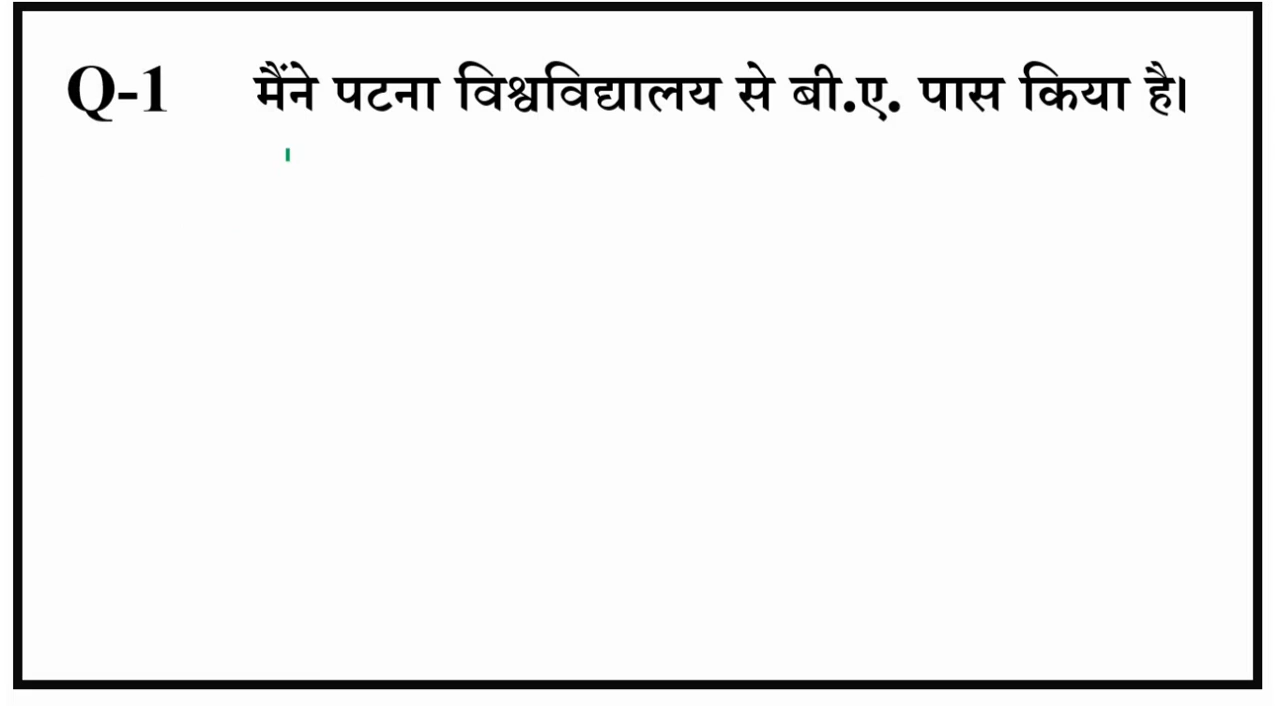 Q-1 मैंने पटना विश्वविद्यालय से बी.ए. पास किया है।